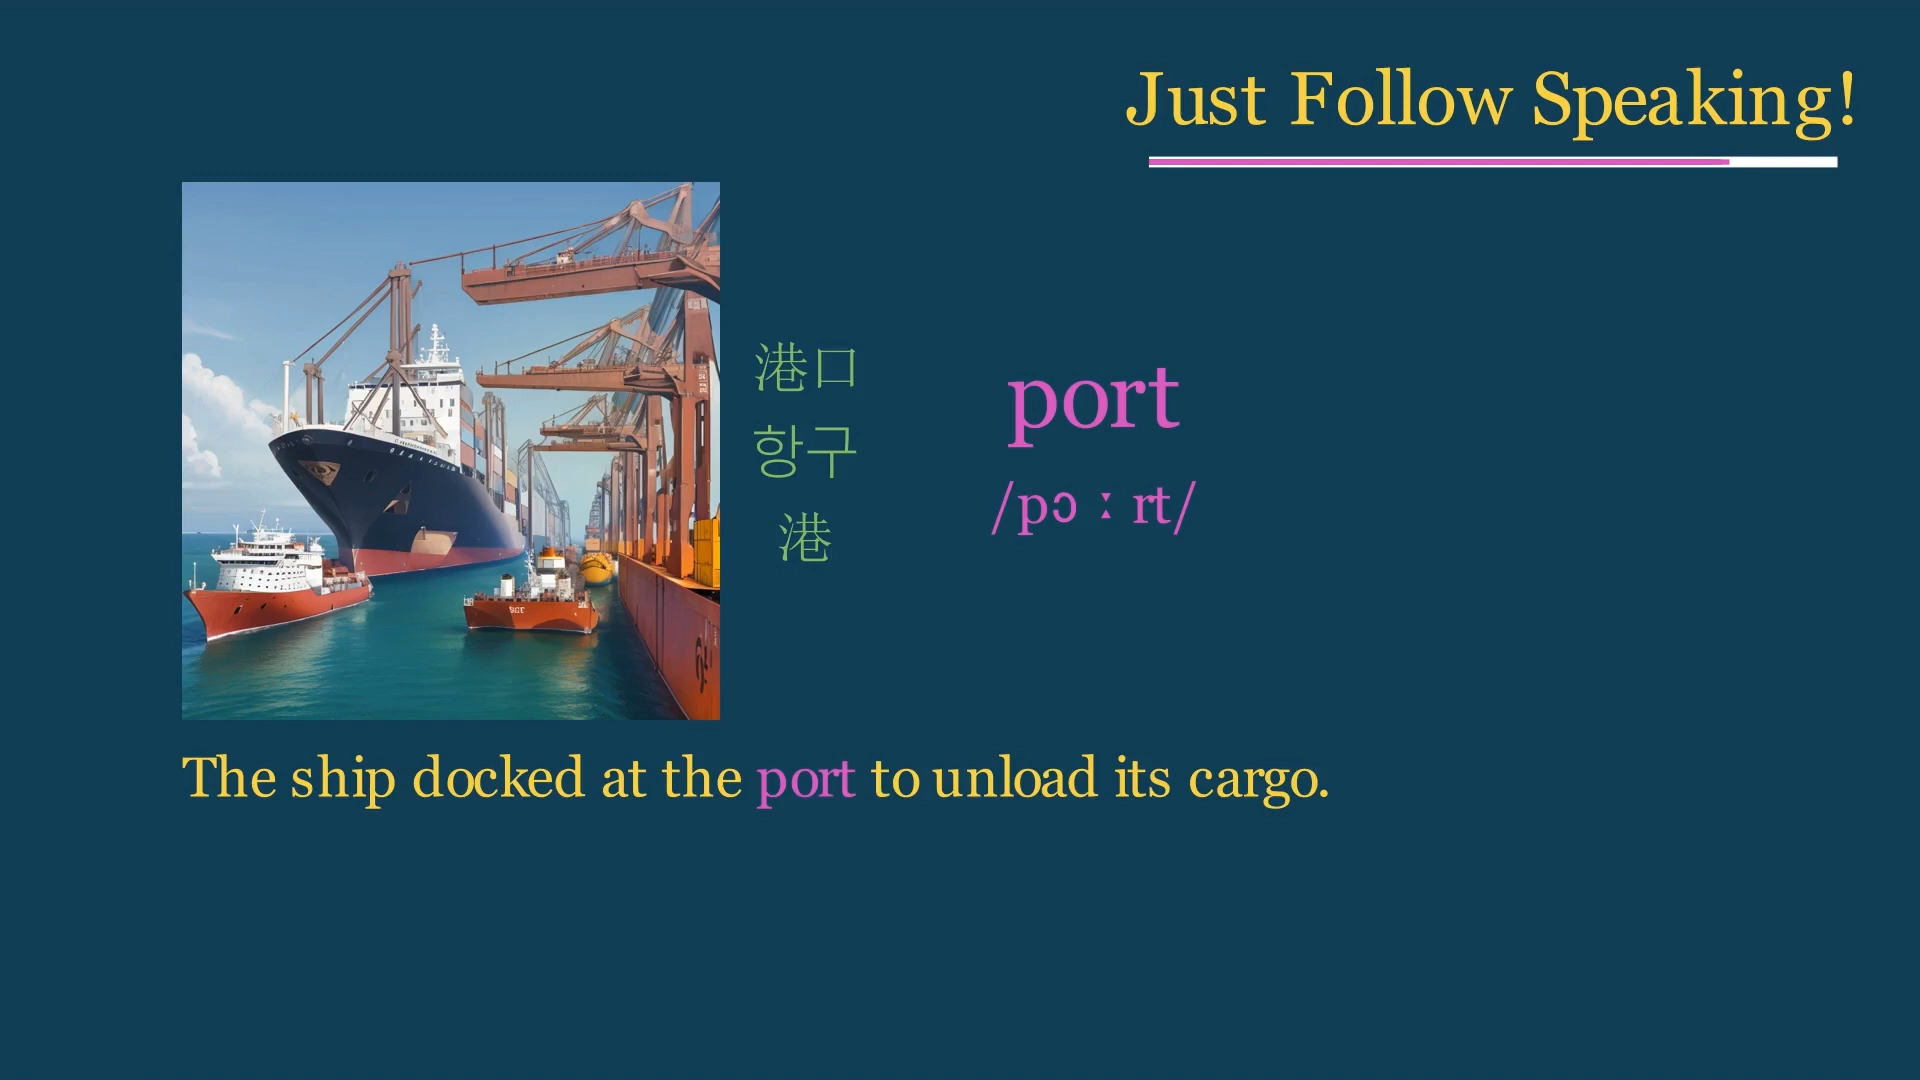 Just Follow Speaking!
港口
항구
港
port
/pɔːrt/
The ship docked at the port to unload its cargo.